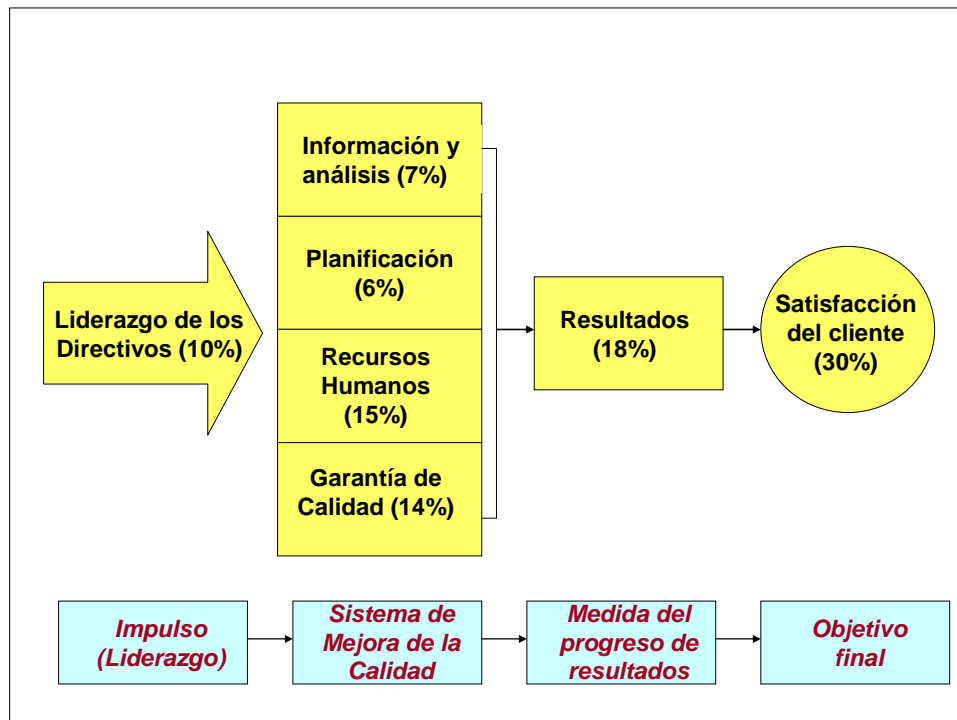 Información y
análisis (7%)
Planificación
(6%)
Liderazgo de los
Directivos (10%)
Recursos
Humanos
(15%)
Garantía de
Calidad (14%)
Resultados
(18%)
Satisfacción
del cliente
(30%)
Impulso
(Liderazgo)
Sistema de
Mejora de la
Calidad
Medida del
progreso de
resultados
Objetivo
final